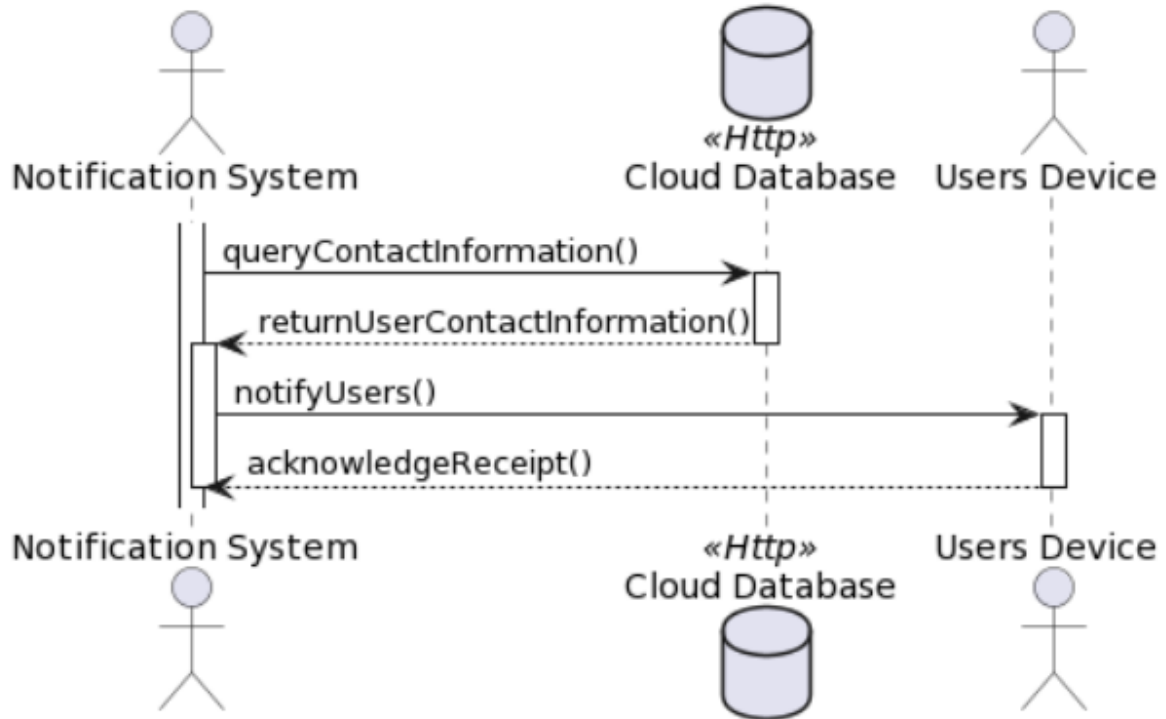 «Http»
Notification System
Cloud Database
Users Device
queryContactInformation()
returnUserContactInformation()
notifyUsers()
acknowledgeReceipt()
Notification System
«Http»
Users Device
Cloud Database